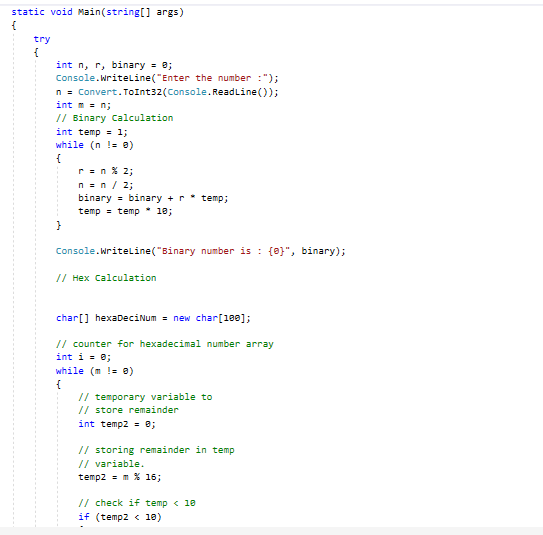 static void Main(string[] args)
{
try
{
int n, r, binary = 0;
Console.WriteLine("Enter the number :");
n = Convert.ToInt32(Console.ReadLine());
int m = n;
// Binary Calculation
int temp = 1;
while (n != 0)
{
r = n % 2;
n = n / 2;
binary = binary + r * temp;
temp = temp * 10;
}
Console.WriteLine("Binary number is : {0}", binary);
// Hex Calculation
char[] hexaDeciNum = new char[100];
// counter for hexadecimal number array
int i = 0;
while (m != 0)
{
// temporary variable to
// store remainder
int temp2 = 0;
// storing remainder in temp
// variable.
temp2 = m % 16;
// check if temp < 10
if (temp2 < 10)